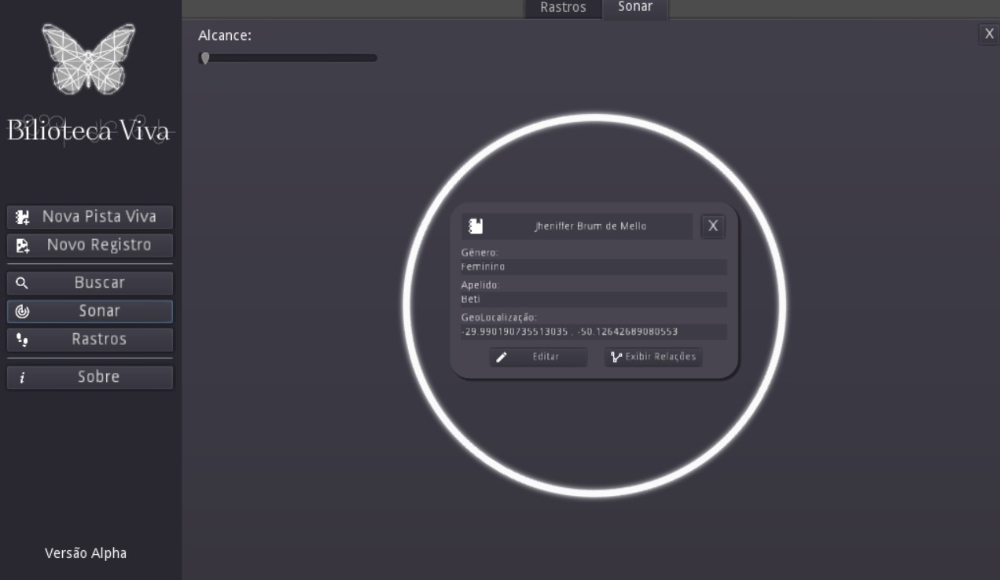 Rastros
Sonar
Alcance:
X
Bilioteca Viva
Nova Pista Viva
Novo Registro
Buscar
Sonar
Rastros
Sobre
Versão Alpha
Jheniffer Brum de Mello
X
Gênero:
Feminino
Apelido:
Beti
GeoLocalização:
-29.990190735513035 , -50.12642689080553
Editar
Exibir Relações